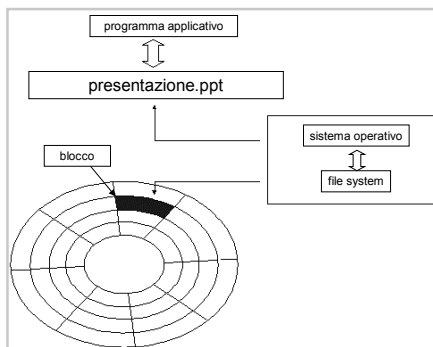 programma applicativo
presentazione.ppt
sistema operativo
blocco
file system